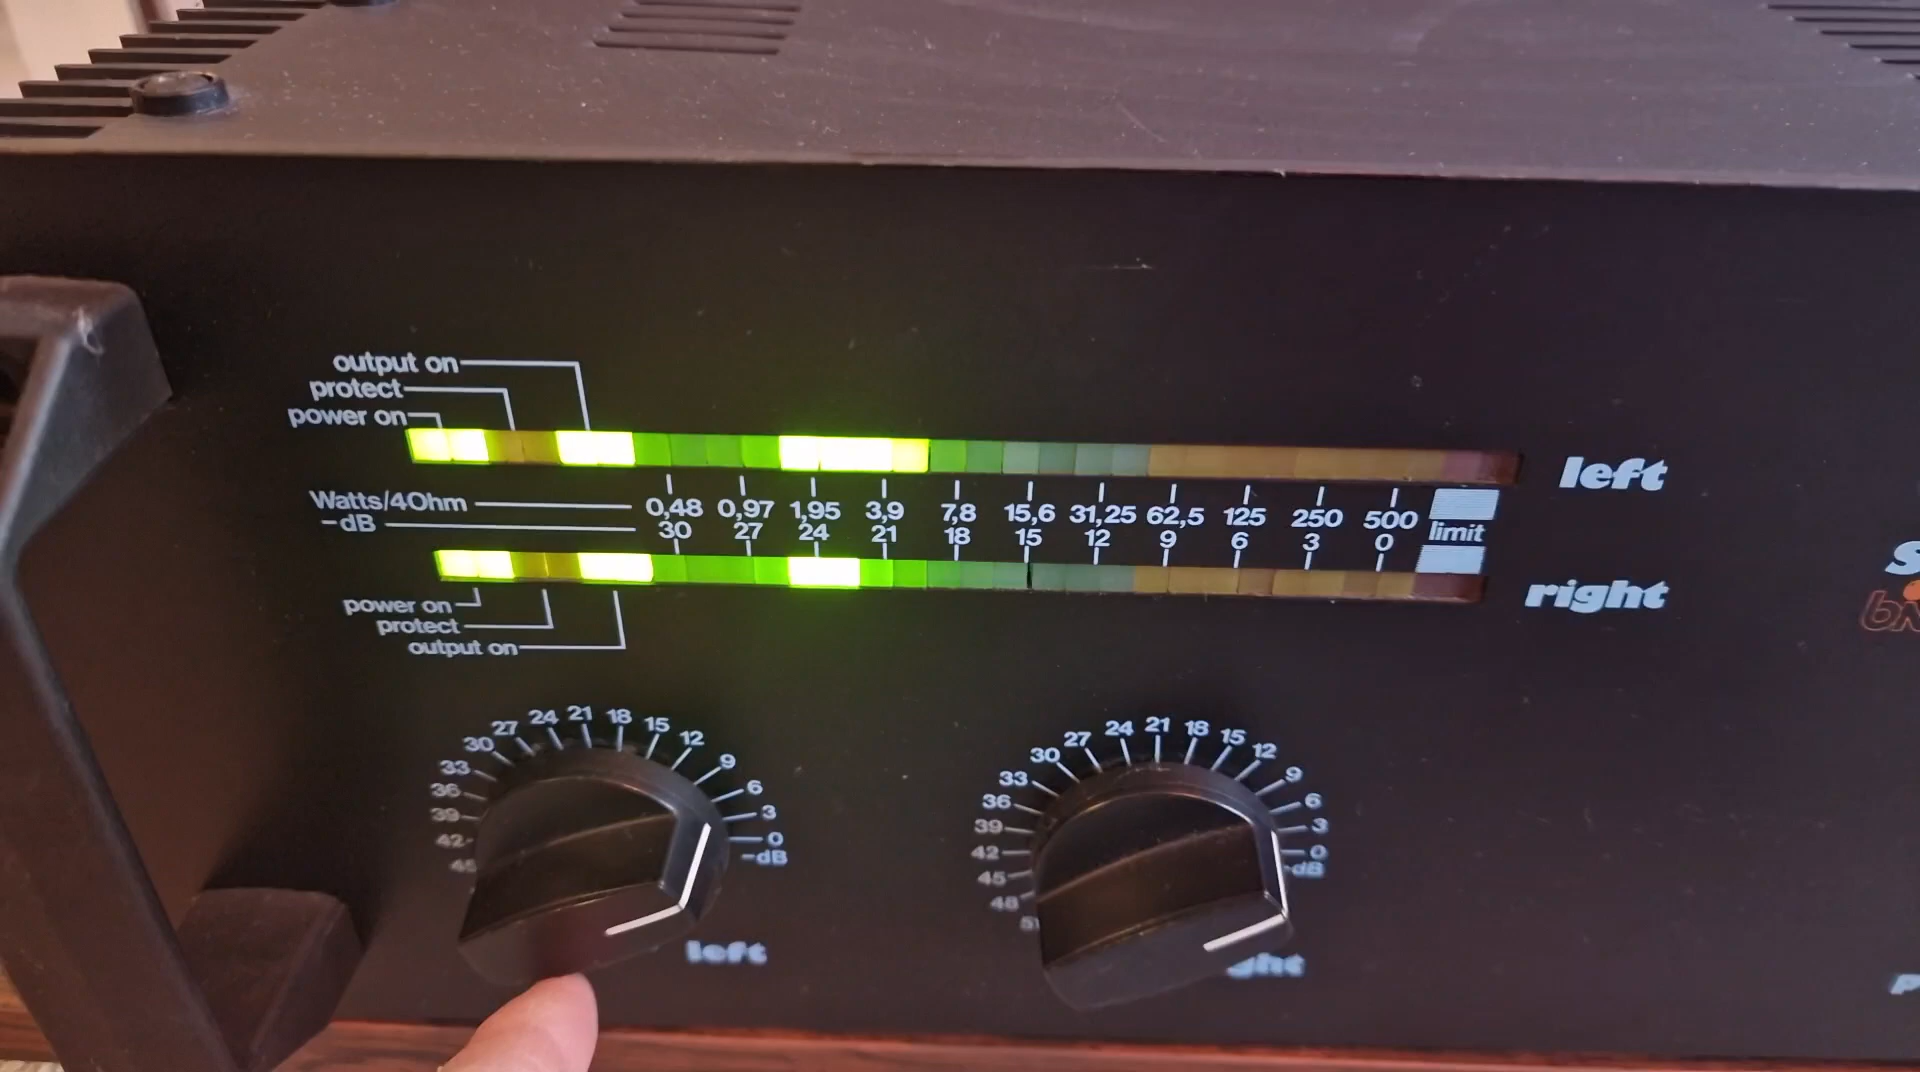 output on
protect
power on
left
Watts/4Ohm 0,48 0,97 1,95 3,9 7,8 15,6 31,25 62,5 125 250 500
-dB 30 27 24 21 18 15 12 9 6 3 0 limit
right
power on
protect
output on
45 42 39 36 33 30 27 24 21 18 15 12 9 6 3 0
-dB
left
48 45 42 39 36 33 30 27 24 21 18 15 12 9 6 3 0
-dB